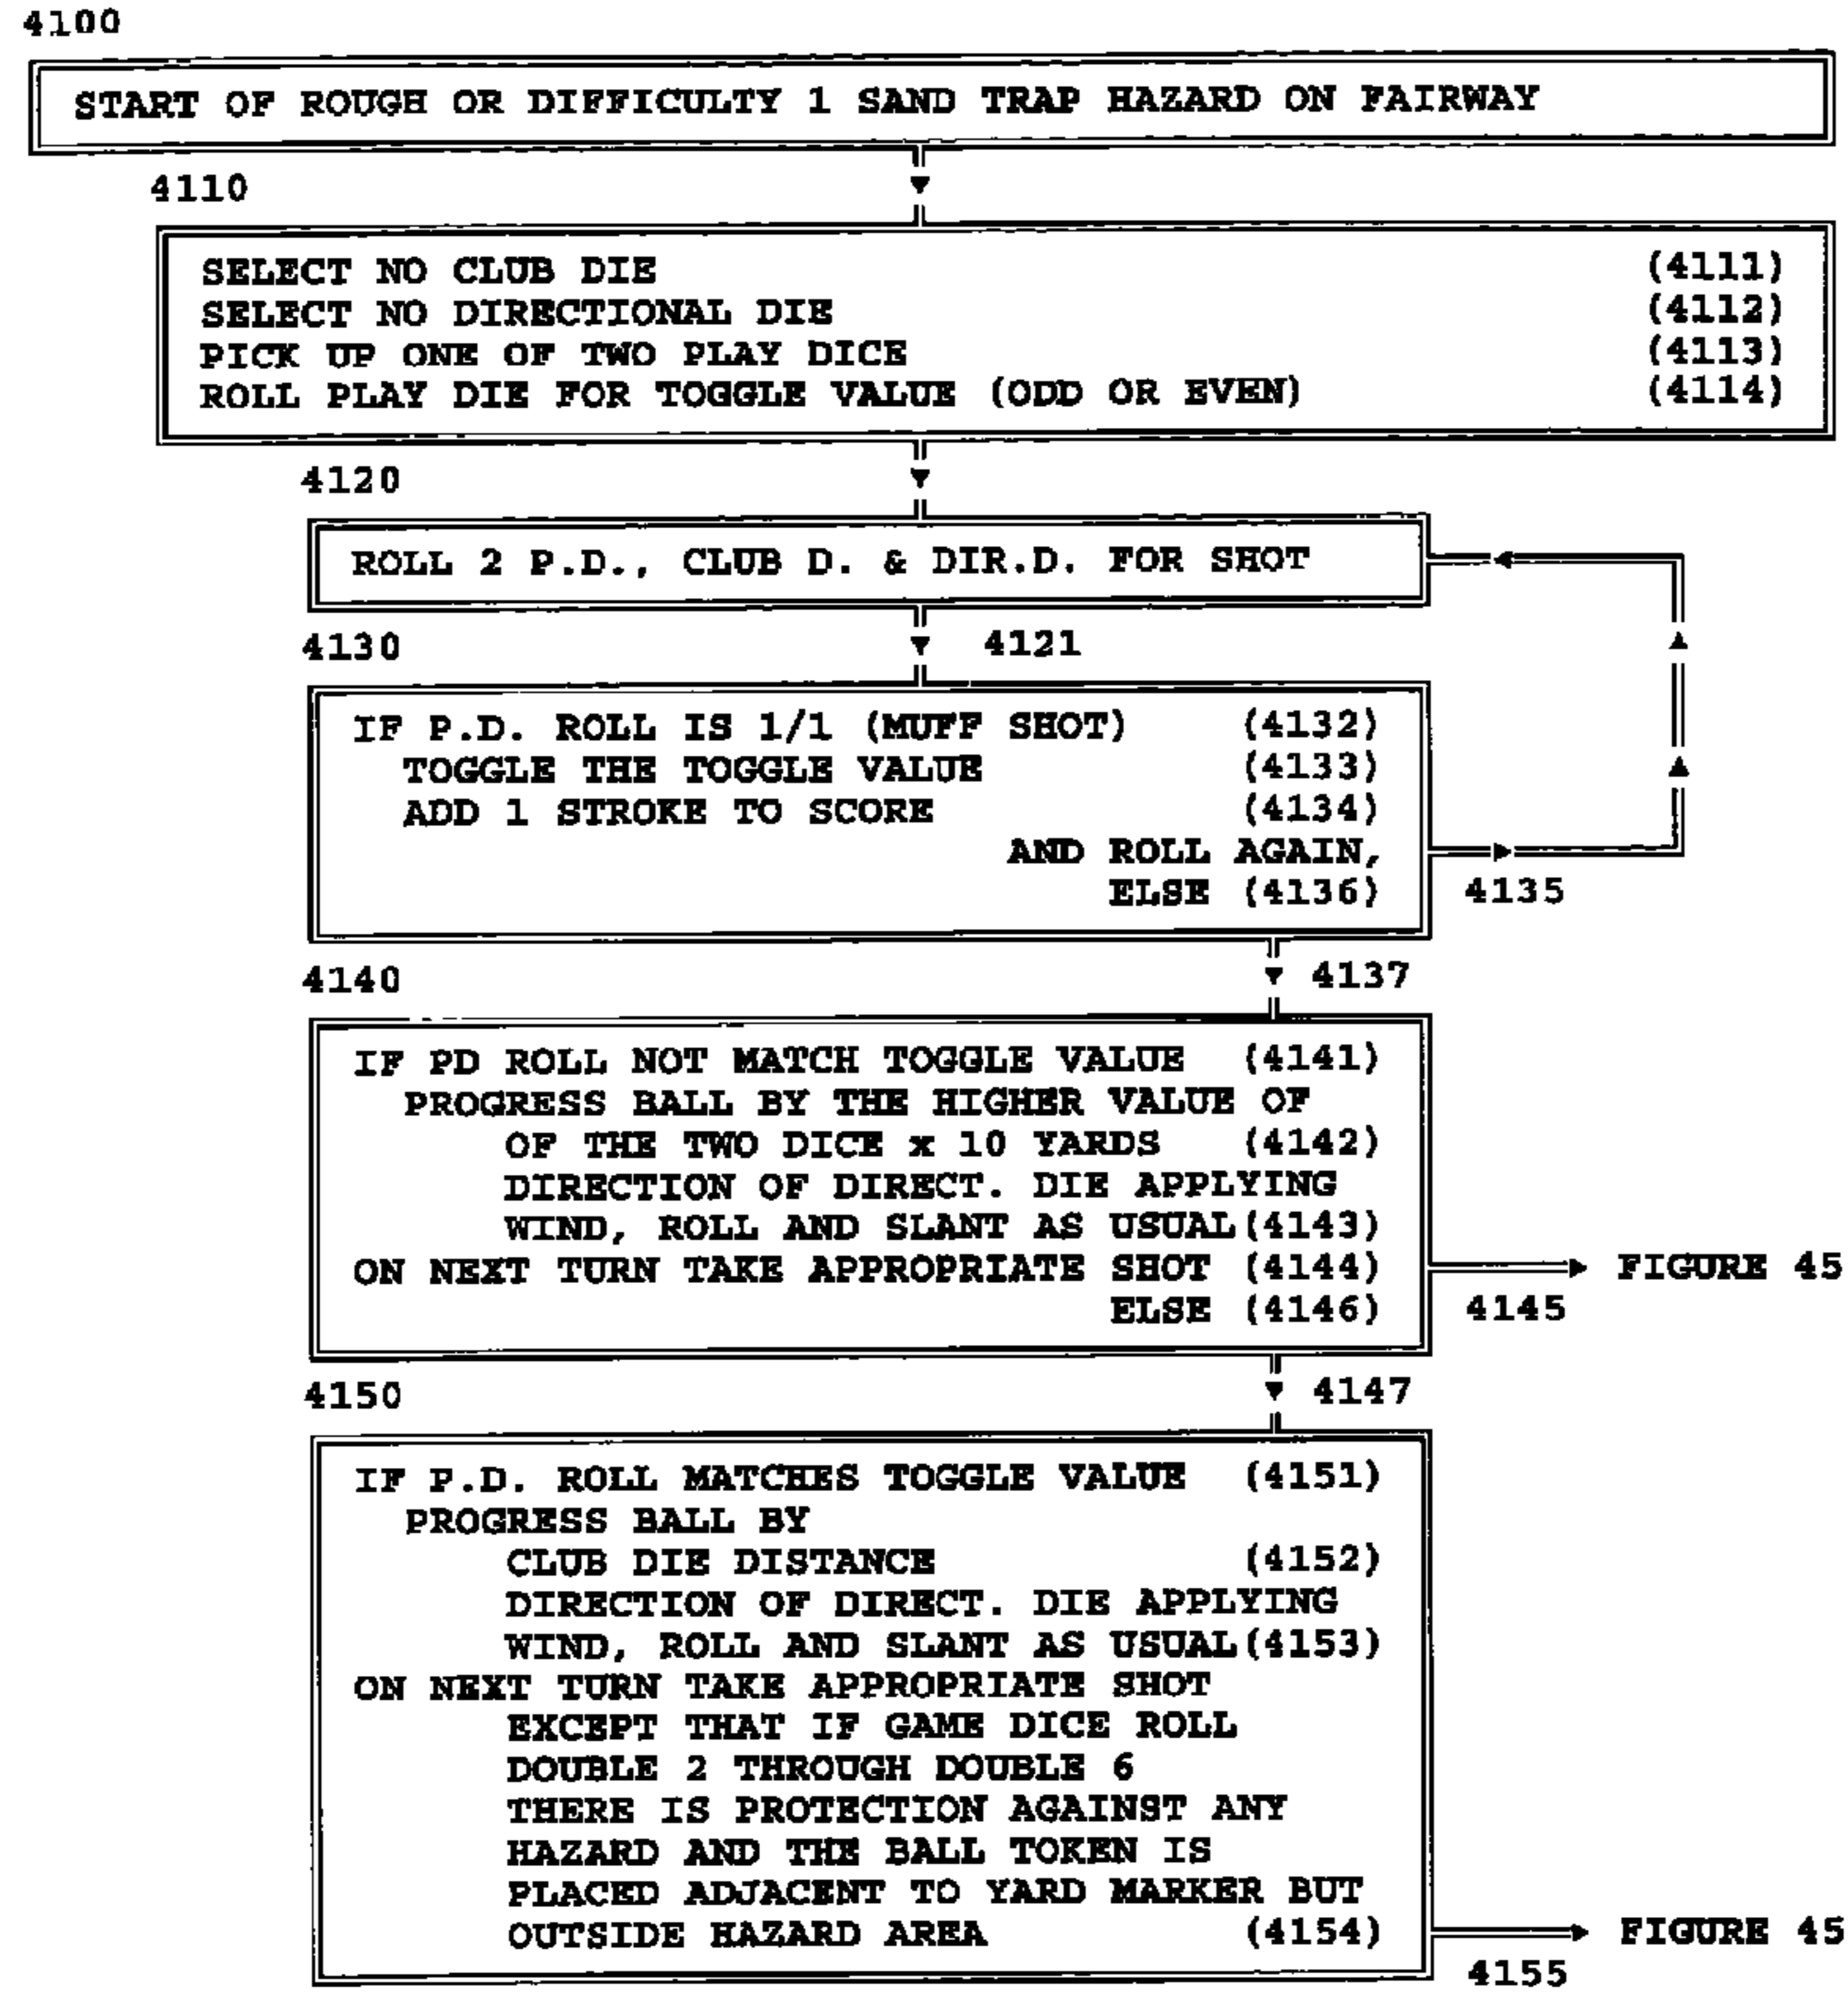 4100
START OF ROUGH OR DIFFICULTY 1 SAND TRAP HAZARD ON FAIRWAY
4110
SELECT NO CLUB DIE (4111)
SELECT NO DIRECTIONAL DIE (4112)
PICK UP ONE OF TWO PLAY DICE (4113)
ROLL PLAY DIE FOR TOGGLE VALUE (ODD OR EVEN) (4114)
4120
ROLL 2 P.D., CLUB D. & DIR.D. FOR SHOT
4130 4121
IF P.D. ROLL IS 1/1 (MUFF SHOT) (4132)
TOGGLE THE TOGGLE VALUE (4133)
ADD 1 STROKE TO SCORE (4134)
AND ROLL AGAIN,
ELSE (4136) 4135
4140 4137
IF PD ROLL NOT MATCH TOGGLE VALUE (4141)
PROGRESS BALL BY THE HIGHER VALUE OF
OF THE TWO DICE x 10 YARDS (4142)
DIRECTION OF DIRECT. DIE APPLYING
WIND, ROLL AND SLANT AS USUAL(4143)
ON NEXT TURN TAKE APPROPRIATE SHOT (4144) FIGURE 45
ELSE (4146) 4145
4150 4147
IF P.D. ROLL MATCHES TOGGLE VALUE (4151)
PROGRESS BALL BY
CLUB DIE DISTANCE (4152)
DIRECTION OF DIRECT. DIE APPLYING
WIND, ROLL AND SLANT AS USUAL(4153)
ON NEXT TURN TAKE APPROPRIATE SHOT
EXCEPT THAT IF GAME DICE ROLL
DOUBLE 2 THROUGH DOUBLE 6
THERE IS PROTECTION AGAINST ANY
HAZARD AND THE BALL TOKEN IS
PLACED ADJACENT TO YARD MARKER BUT
OUTSIDE HAZARD AREA (4154) FIGURE 45
4155